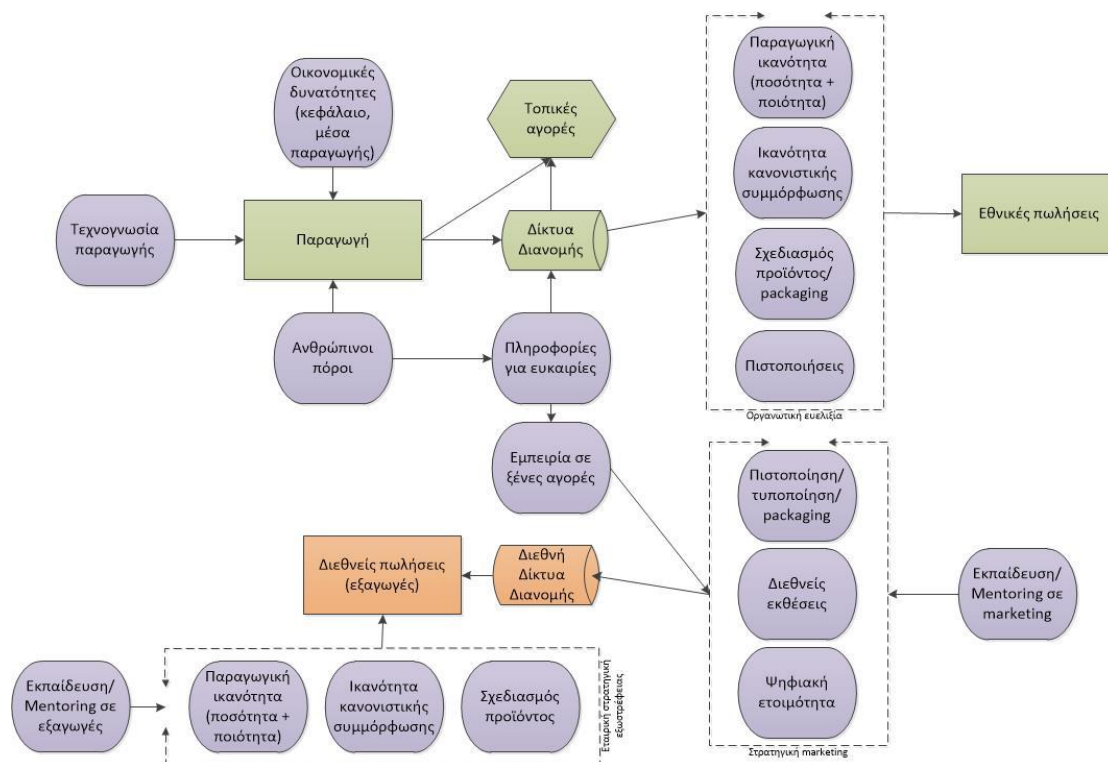 Οικονομικές
δυνατότητες
(κεφάλαιο,
μέσα
παραγωγής)
Τοπικές
αγορές
Παραγωγική
ικανότητα
(ποσότητα +
ποιότητα)
Ικανότητα
κανονιστικής
συμμόρφωσης
Τεχνογνωσία
παραγωγής
Παραγωγή
Δίκτυα
Διανομής
Εθνικές πωλήσεις
Σχεδιασμός
προϊόντος/
packaging
Ανθρώπινοι
πόροι
Πληροφορίες
για ευκαιρίες
Πιστοποιήσεις
Οργανωτική ευελιξία
Εμπειρία σε
ξένες αγορές
Πιστοποίηση/
τυποποίηση/
packaging
Διεθνείς πωλήσεις
(εξαγωγές)
Διεθνή
Δίκτυα
Διανομής
Διεθνείς
εκθέσεις
Εκπαίδευση/
Mentoring σε
marketing
Ψηφιακή
ετοιμότητα
Στρατηγική marketing
Εκπαίδευση/
Mentoring σε
εξαγωγές
Παραγωγική
ικανότητα
(ποσότητα +
ποιότητα)
Ικανότητα
κανονιστικής
συμμόρφωσης
Σχεδιασμός
προϊόντος
Εταιρική στρατηγική
εξωστρέφειας